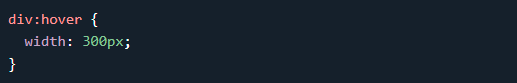 div:hover {
  width: 300px;
}